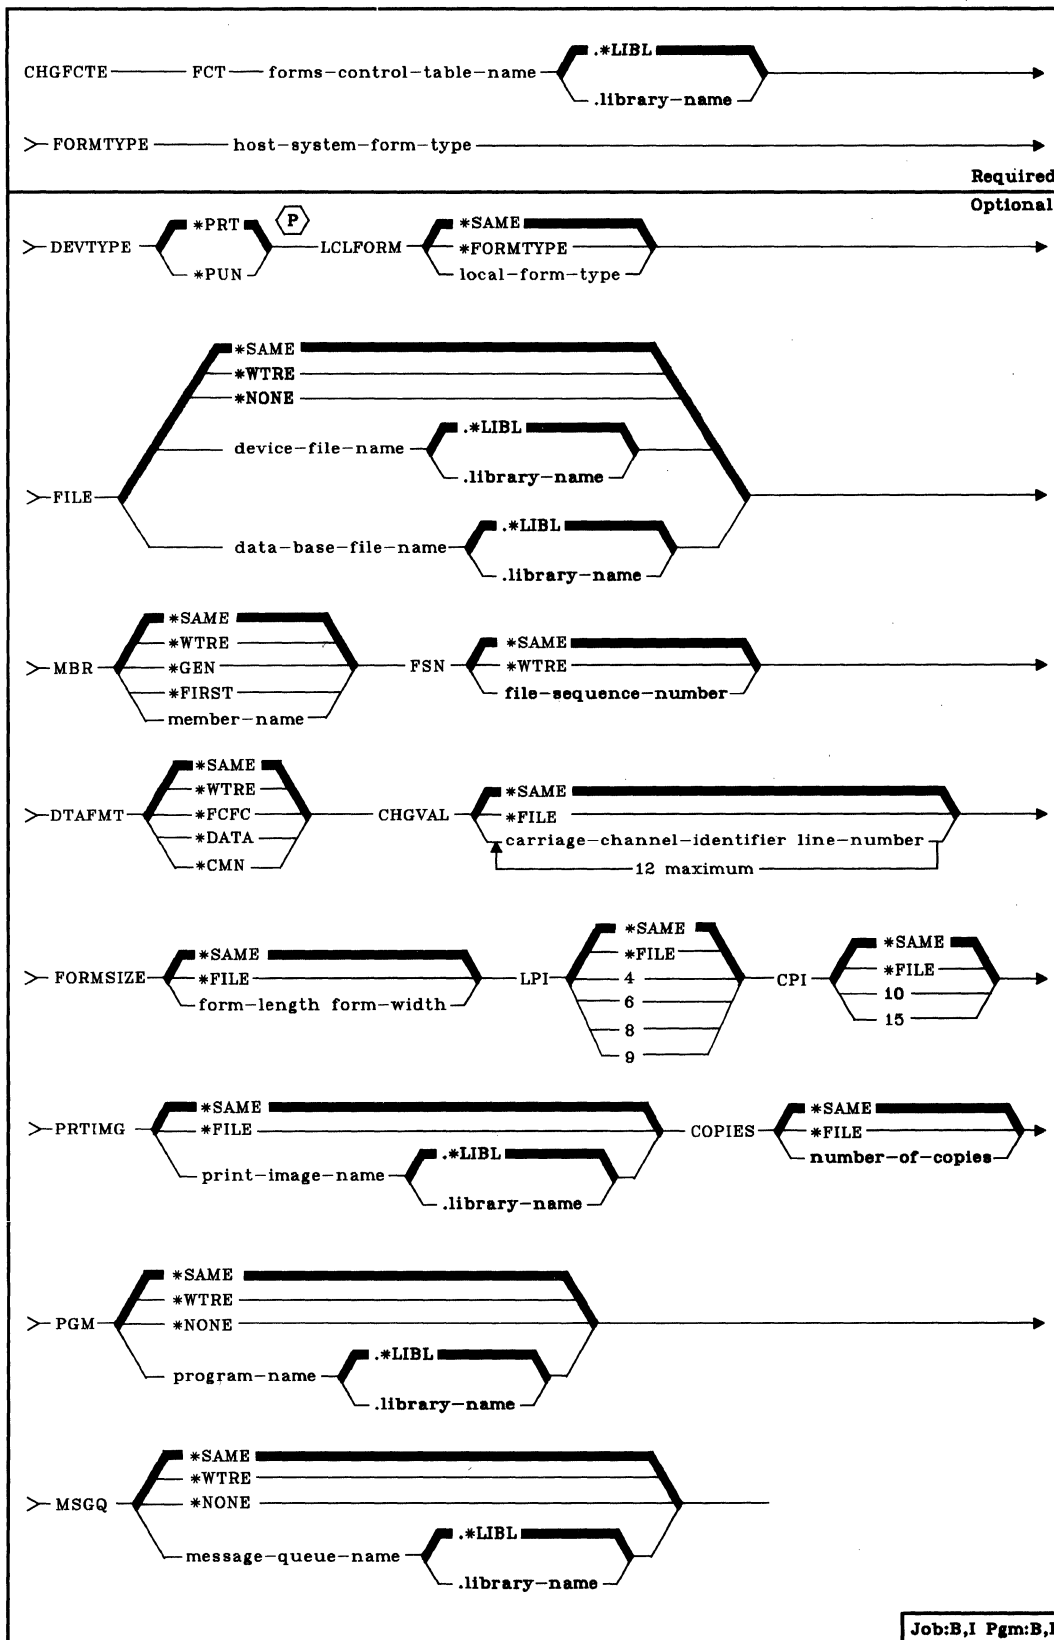 .*LIBL
CHGFCTE FCT forms-control-table-name
.library-name
FORMTYPE host-system-form-type
Required
Optional
*PRT P *SAME
DEVTYPE LCLFORM *FORMTYPE
*PUN local-form-type
*SAME
*WTRE
*NONE
.*LIBL
device-file-name
.library-name
FILE
.*LIBL
data-base-file-name
.library-name
*SAME *SAME
*WTRE
MBR *GEN FSN *WTRE
*FIRST file-sequence-number
member-name
*SAME
*WTRE *SAME
DTAFMT *FCFC CHGVAL *FILE
*DATA carriage-channel-identifier line-number
*CMN 12 maximum
*SAME *SAME *SAME
*FILE *FILE
FORMSIZE *FILE LPI 4 CPI 10
form-length form-width 6 15
8
9
*SAME *SAME
PRTIMG *FILE COPIES *FILE
.*LIBL number-of-copies
print-image-name
.library-name
*SAME
*WTRE
PGM *NONE
.*LIBL
program-name
.library-name
*SAME
*WTRE
MSGQ *NONE
.*LIBL
message-queue-name
.library-name
Job:B,I Pgm:B,